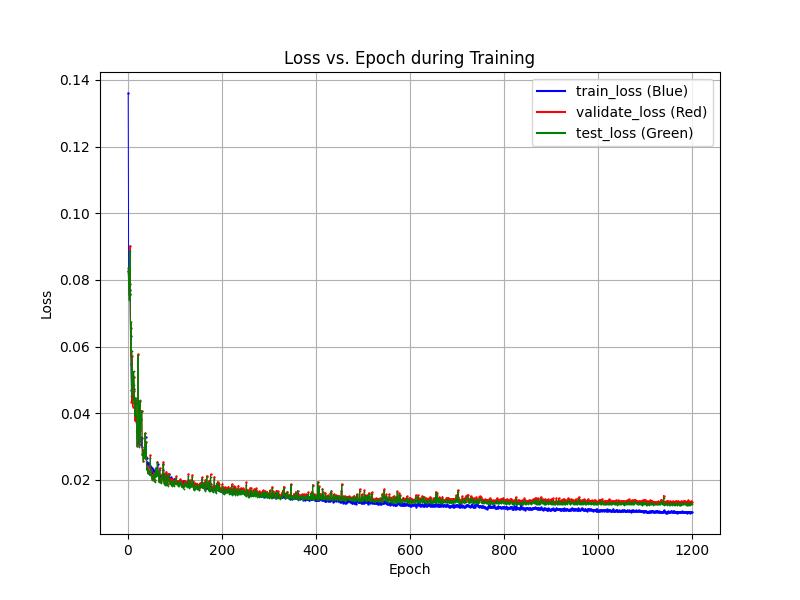 Loss vs. Epoch during Training
train_loss (Blue)
validate_loss (Red)
test_loss (Green)
Loss
0.14
0.12
0.10
0.08
0.06
0.04
0.02
0 200 400 600 800 1000 1200
Epoch